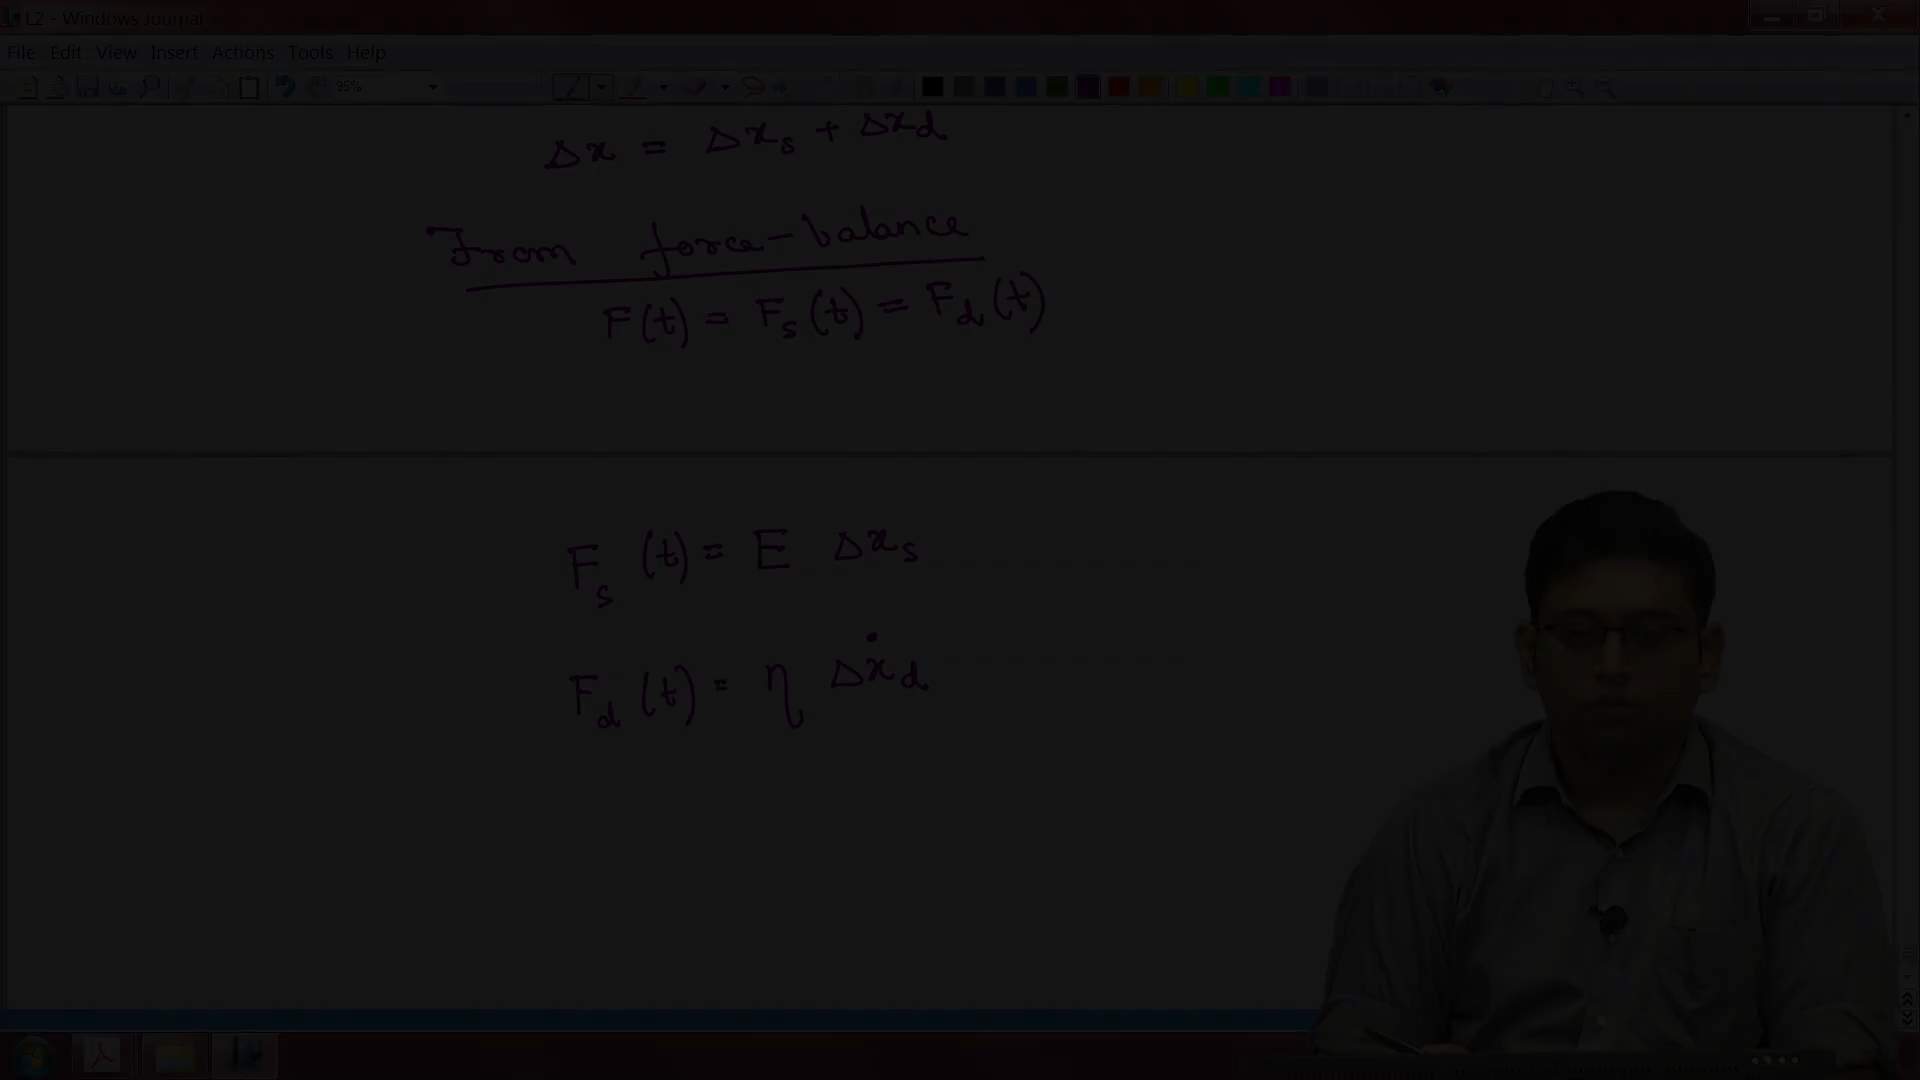 L2 - Windows Journal
File Edit View Insert Actions Tools Help
95%
Δx = Δx_s + Δx_d
From force-balance
F(t) = F_s(t) = F_d(t)
F_s (t) = E Δx_s
F_d (t) = η Δẋ_d